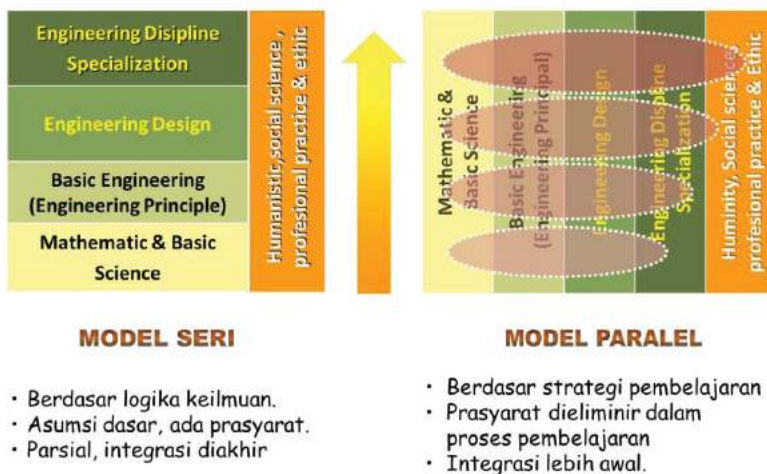 Engineering Disipline
Specialization
Engineering Design
Basic Engineering
(Engineering Principle)
Mathematic & Basic
Science
Humanistic,social science ,
profesional practice & ethic
Mathematic &
Basic Science
Basic Engineering
(Engineering Principal)
Engineering Design
Engineering Displine
Specialization
Huminity, Social science,
profesional practice & Ethic
MODEL SERI
• Berdasar logika keilmuan.
• Asumsi dasar, ada prasyarat.
• Parsial, integrasi diakhir
MODEL PARALEL
• Berdasar strategi pembelajaran
• Prasyarat dieliminir dalam
proses pembelajaran
• Integrasi lebih awal.